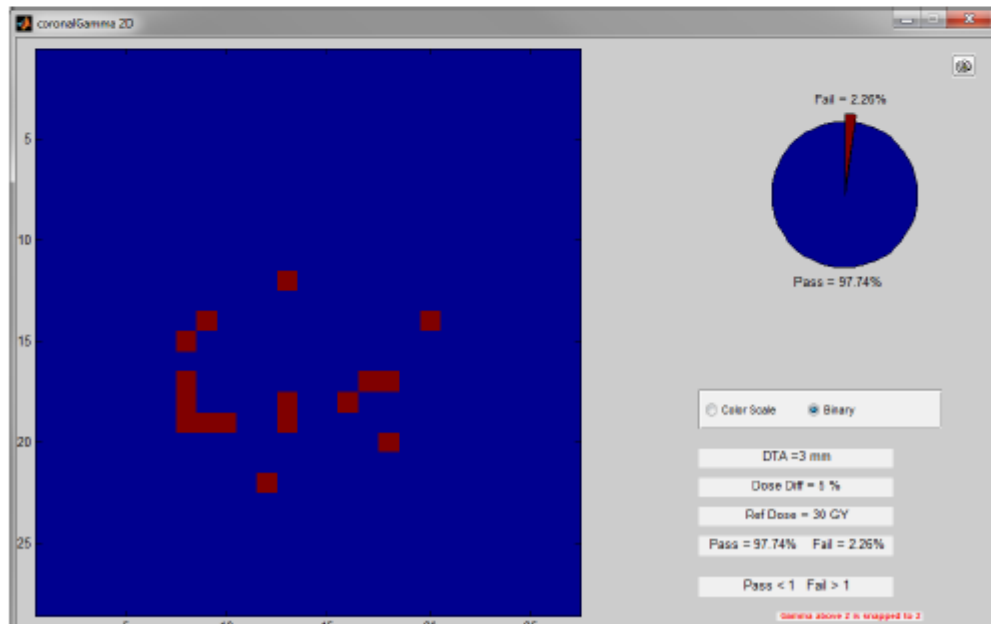 coronalGamma 2D
Fail = 2.26%
5
10
15
20
25
Pass = 97.74%
Color Scale Binary
DTA =3 mm
Dose Diff = %
Ref Dose = 30 GY
Pass = 97.74% Fail = 2.26%
Pass < 1 Fail > 1
Gamma above 2 is snapped to 2